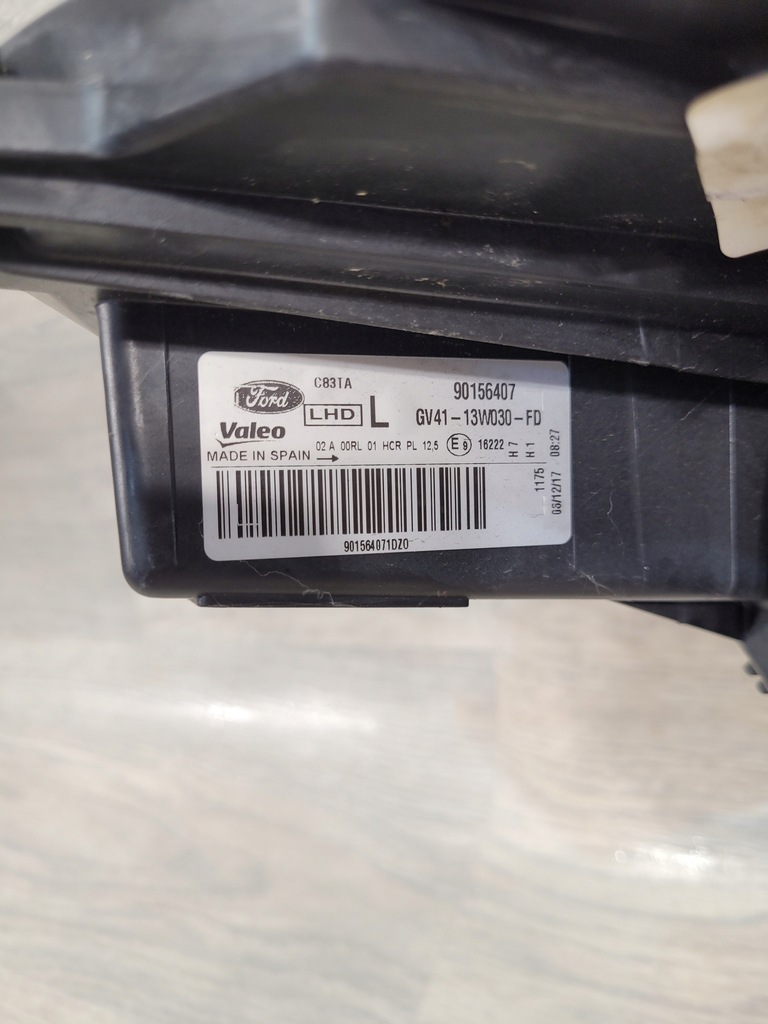 C83TA
90156407
Ford
LHD L GV41-13W030-FD
Valeo
02 A 00RL 01 HCR PL 12,5 E9 16222 H7 H1
MADE IN SPAIN →
1175
06/12/17 08:27
901564071DZ0